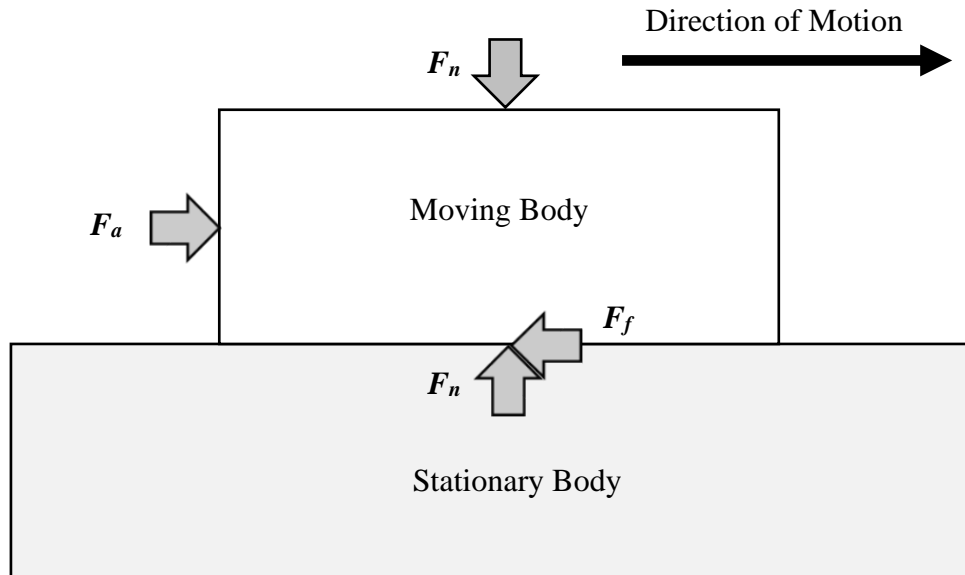 Direction of Motion
Fn
Moving Body
Fa
Ff
Fn
Stationary Body